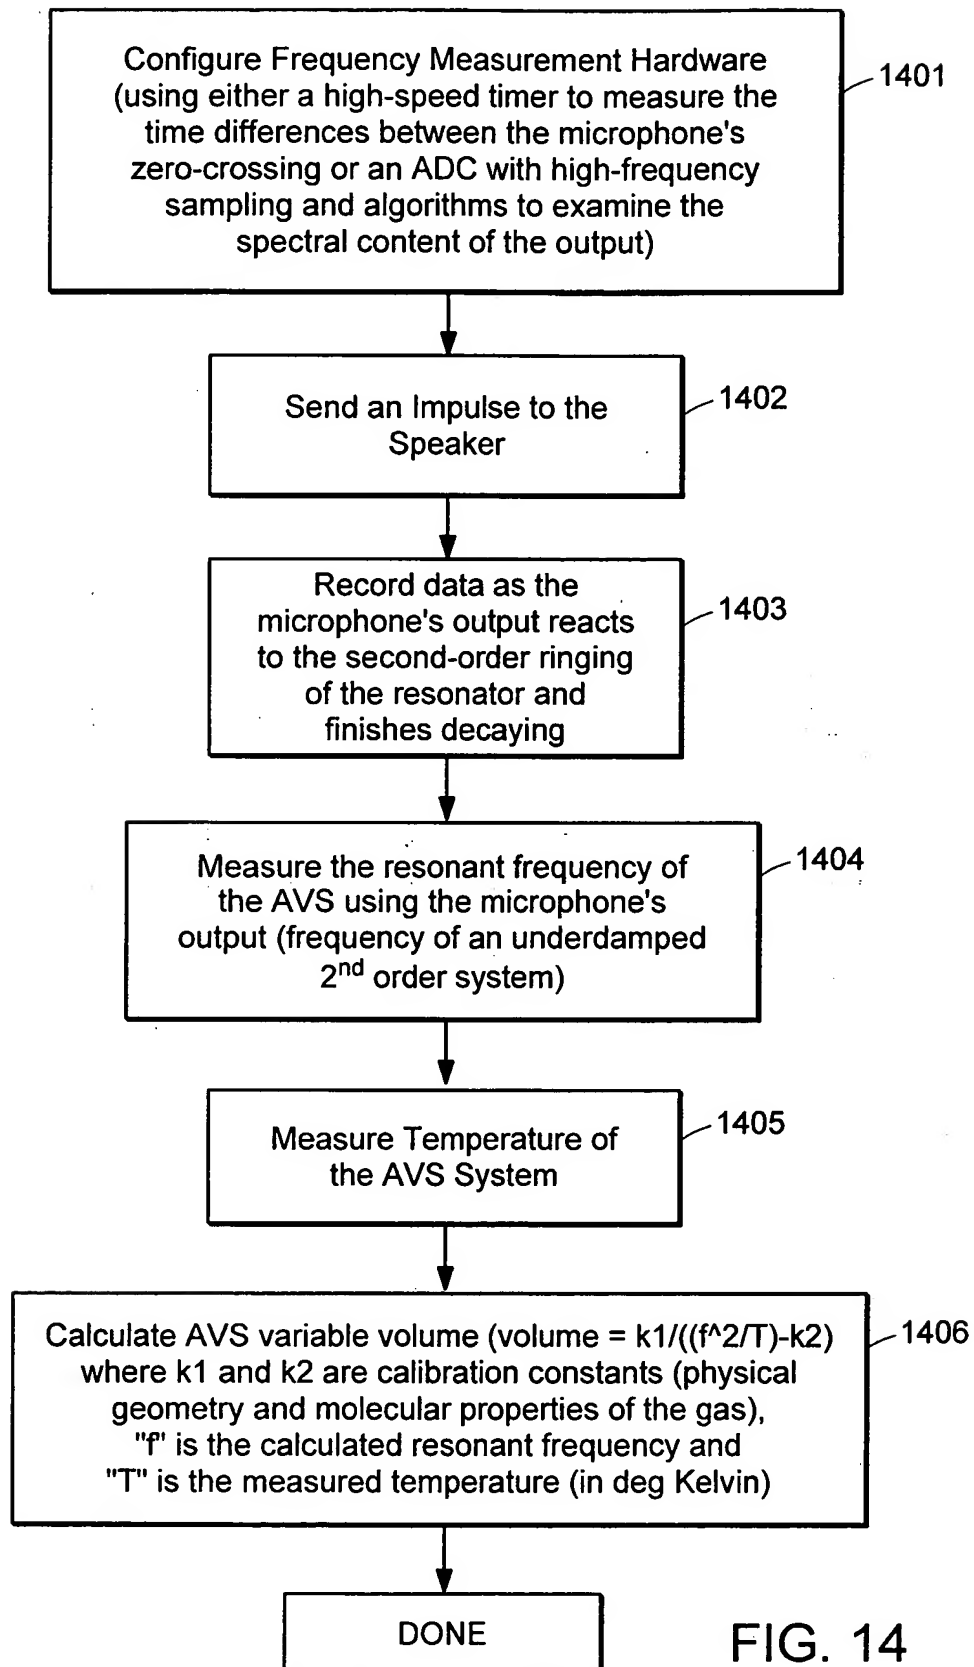 Configure Frequency Measurement Hardware
(using either a high-speed timer to measure the
time differences between the microphone's
zero-crossing or an ADC with high-frequency
sampling and algorithms to examine the
spectral content of the output)
1401
Send an Impulse to the
Speaker
1402
Record data as the
microphone's output reacts
to the second-order ringing
of the resonator and
finishes decaying
1403
Measure the resonant frequency of
the AVS using the microphone's
output (frequency of an underdamped
2nd order system)
1404
Measure Temperature of
the AVS System
1405
Calculate AVS variable volume (volume = k1/((f^2/T)-k2)
where k1 and k2 are calibration constants (physical
geometry and molecular properties of the gas),
"f" is the calculated resonant frequency and
"T" is the measured temperature (in deg Kelvin)
1406
DONE
FIG. 14